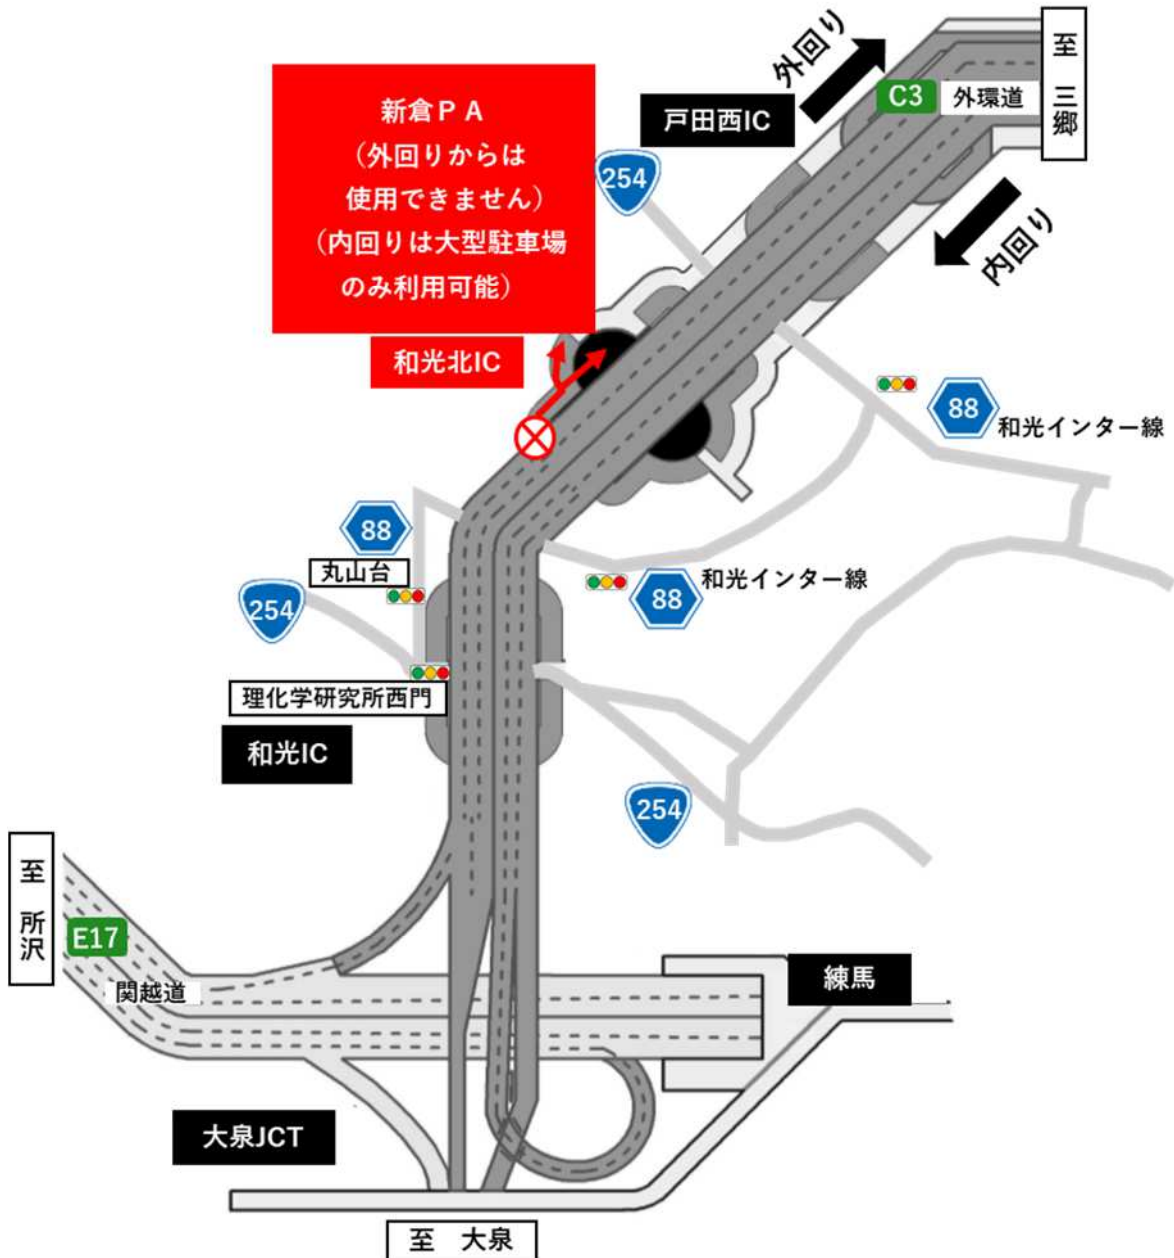 至 三郷
外回り
C3 外環道
戸田西IC
新倉PA
（外回りからは
使用できません）
（内回りは大型駐車場
のみ利用可能）
254
内回り
和光北IC
88 和光インター線
88
丸山台
和光インター線
88
254
理化学研究所西門
和光IC
254
至 所沢
E17
関越道
練馬
大泉JCT
至 大泉